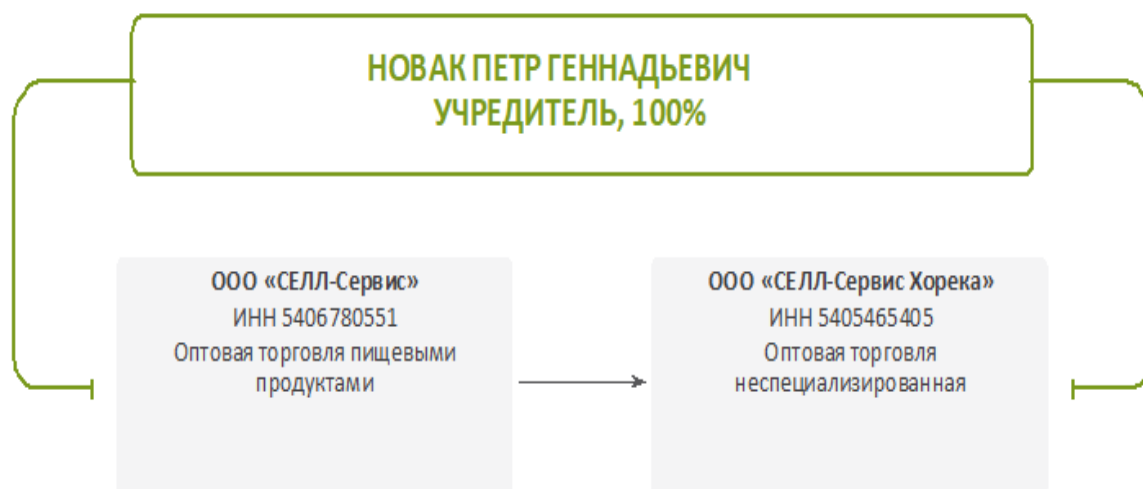 НОВАК ПЕТР ГЕННАДЬЕВИЧ
УЧРЕДИТЕЛЬ, 100%
ООО «СЕЛЛ-Сервис»
ИНН 5406780551
Оптовая торговля пищевыми
продуктами
ООО «СЕЛЛ-Сервис Хорека»
ИНН 5405465405
Оптовая торговля
неспециализированная